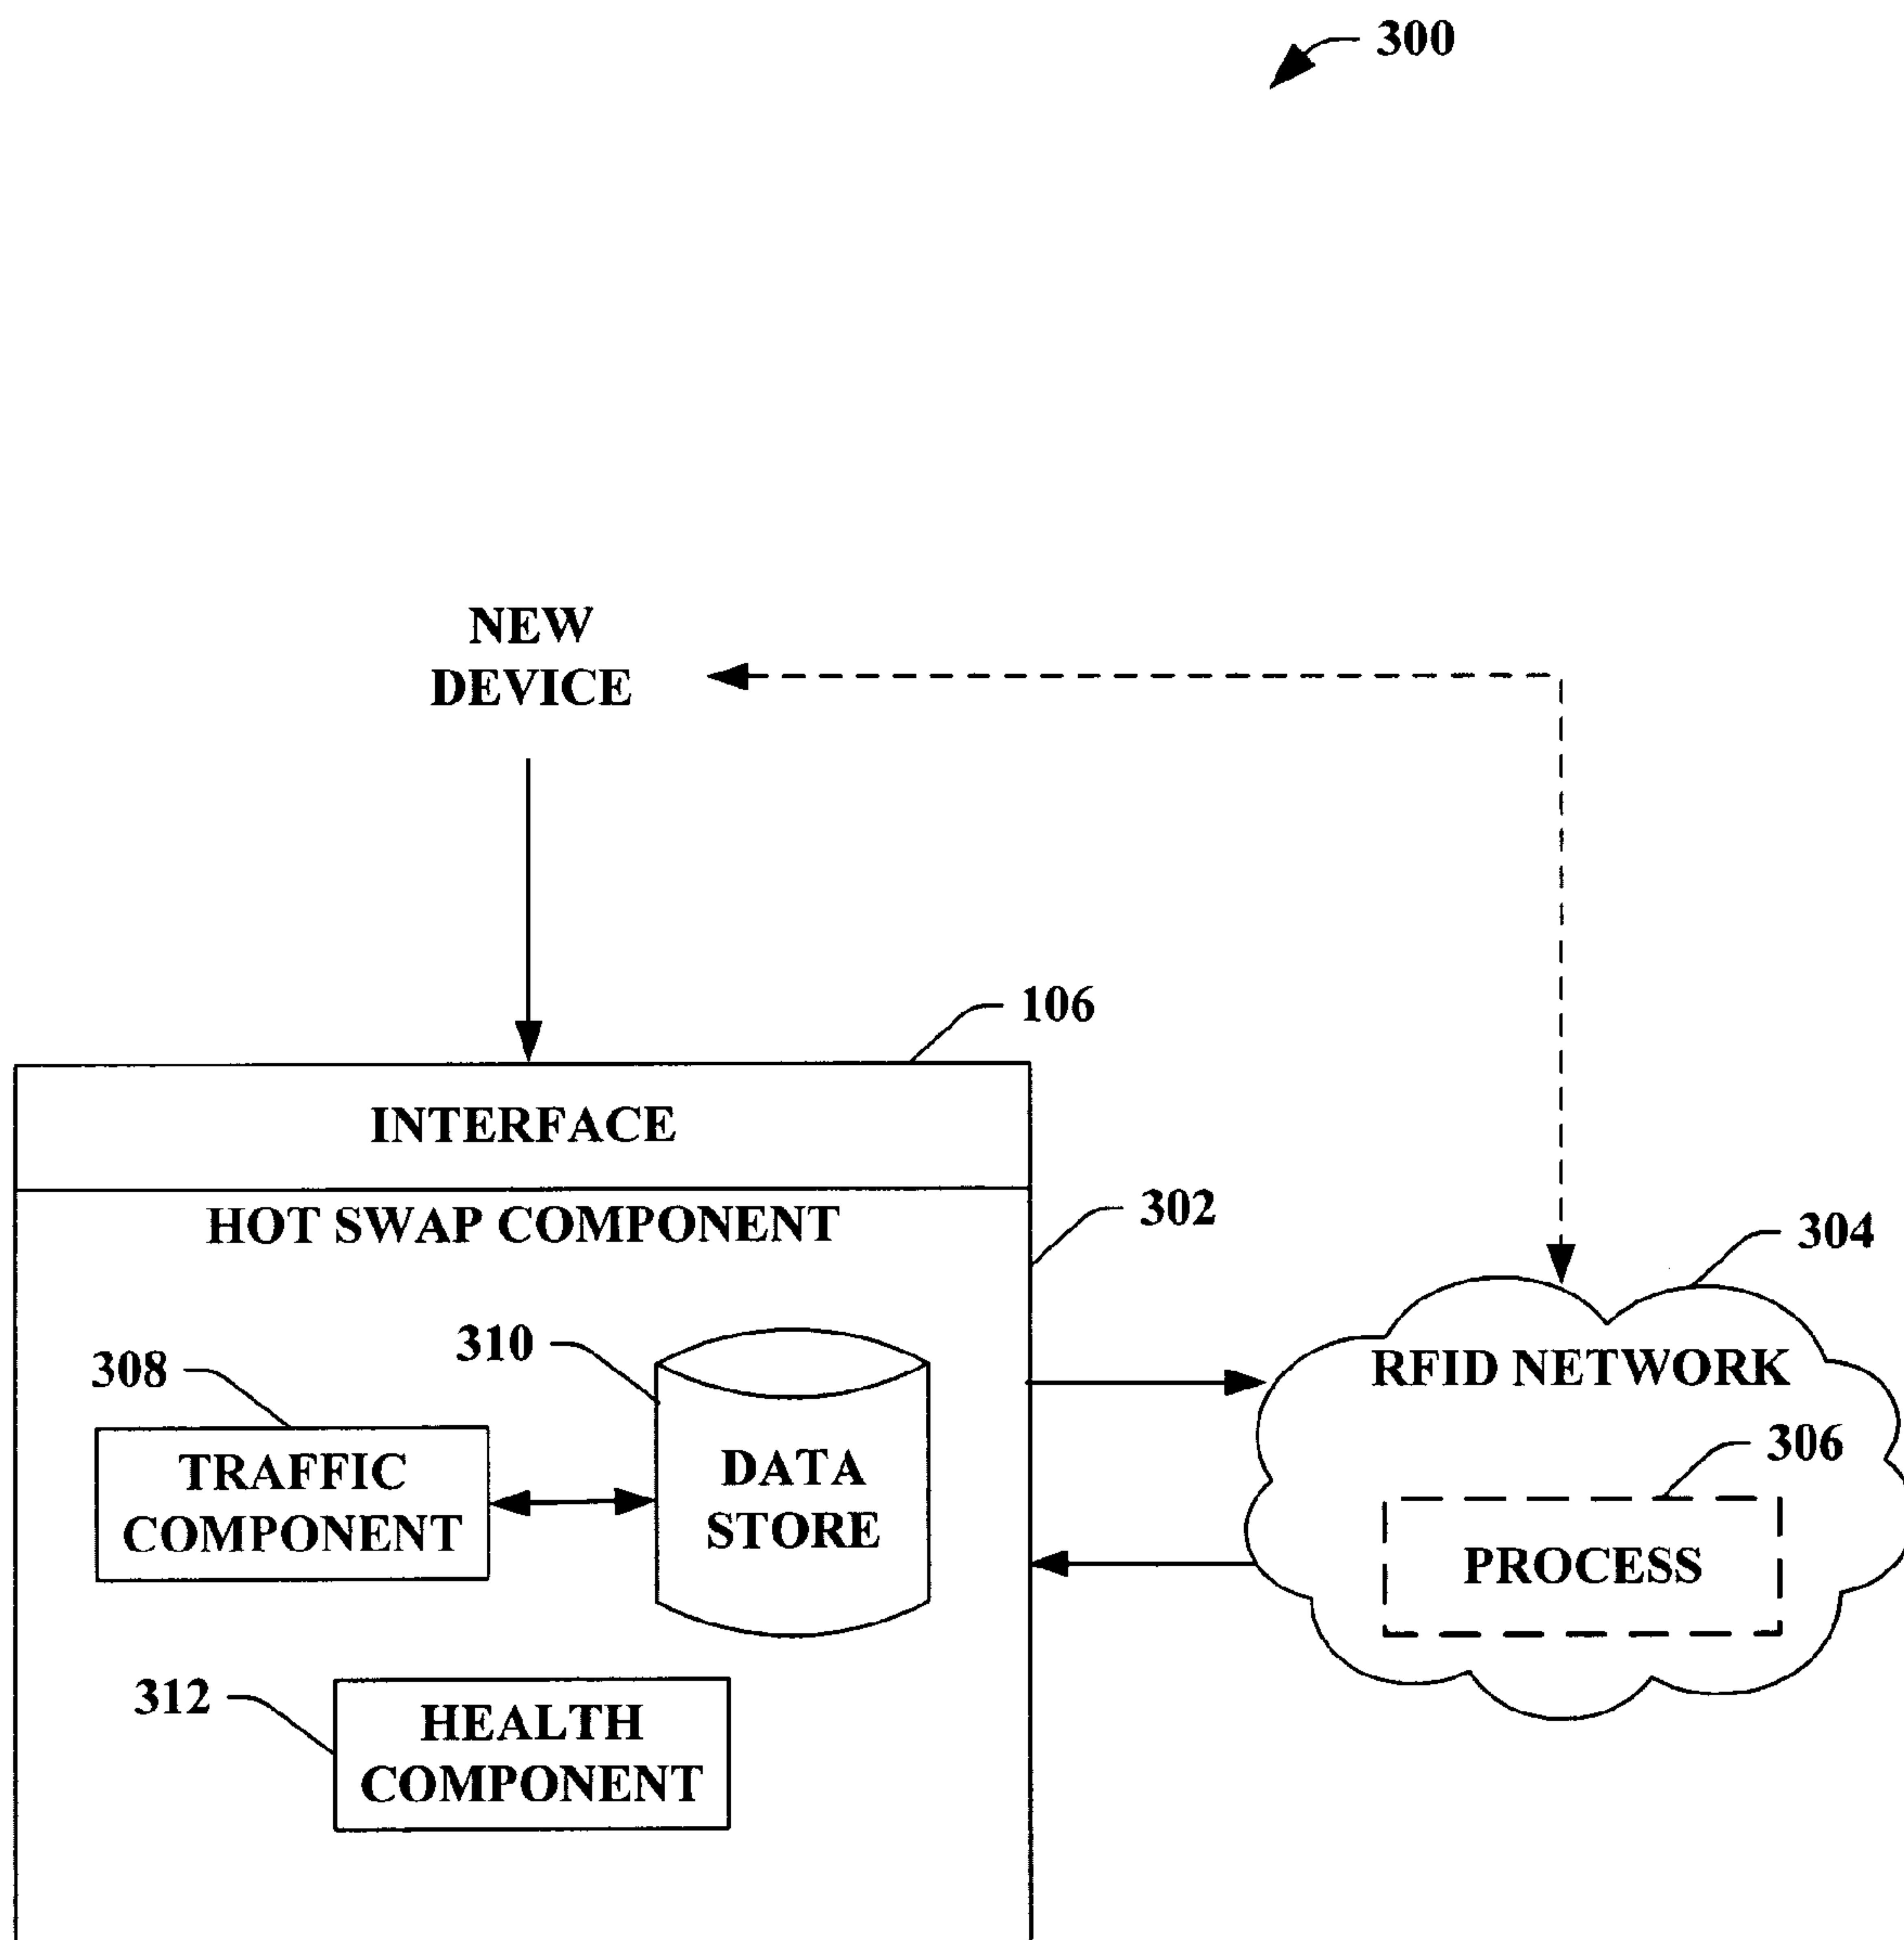 300
NEW
DEVICE
106
INTERFACE
HOT SWAP COMPONENT
302
304
310
308
RFID NETWORK
306
TRAFFIC
COMPONENT
DATA
STORE
PROCESS
312
HEALTH
COMPONENT